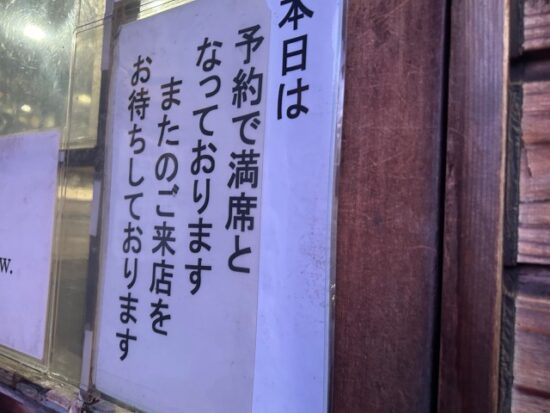 本日は
予約で満席と
なっております
またのご来店を
お待ちしております
w.